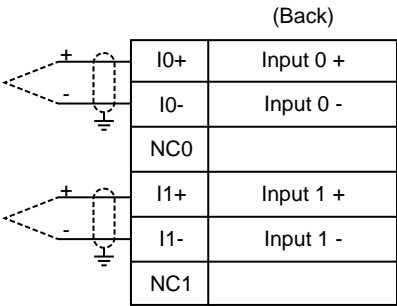 (Back)
+ I0+ Input 0 +
- I0- Input 0 -
NC0
+ I1+ Input 1 +
- I1- Input 1 -
NC1